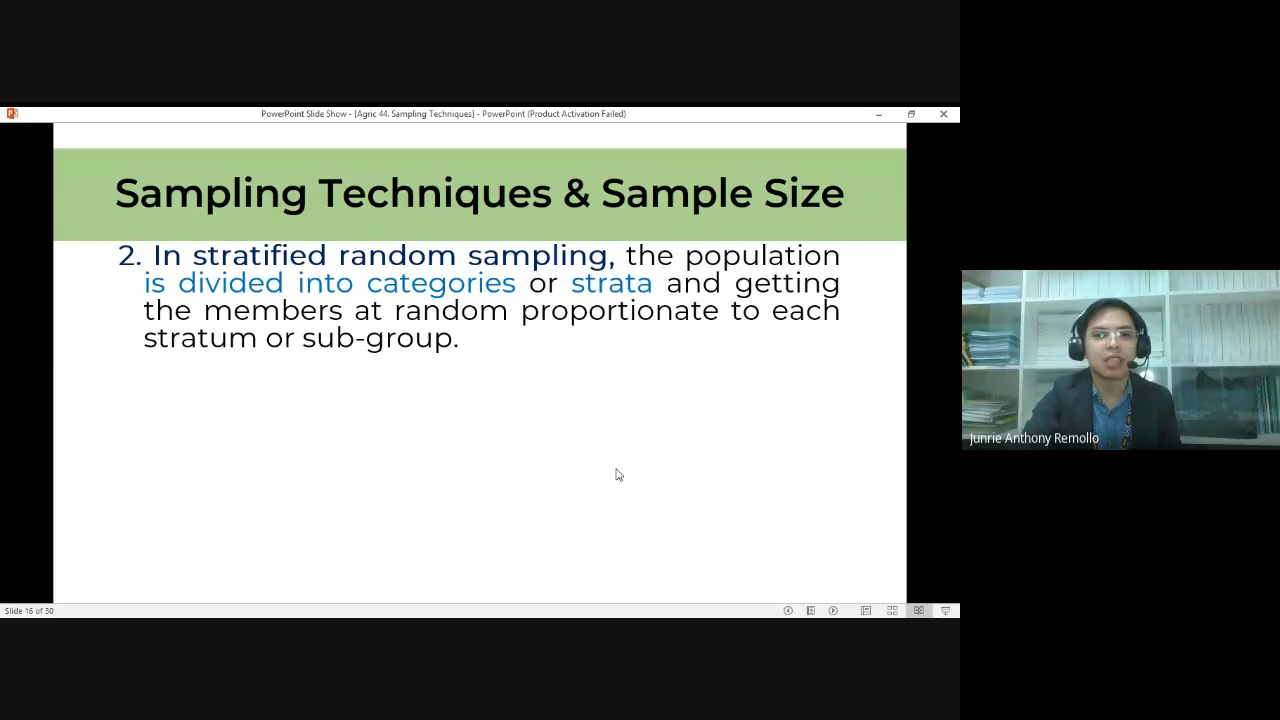 PowerPoint Slide Show - [Agric 44. Sampling Techniques] - PowerPoint (Product Activation Failed)
Sampling Techniques & Sample Size
2. In stratified random sampling, the population
is divided into categories or strata and getting
the members at random proportionate to each
stratum or sub-group.
Junrie Anthony Remollo
Slide 16 of 30